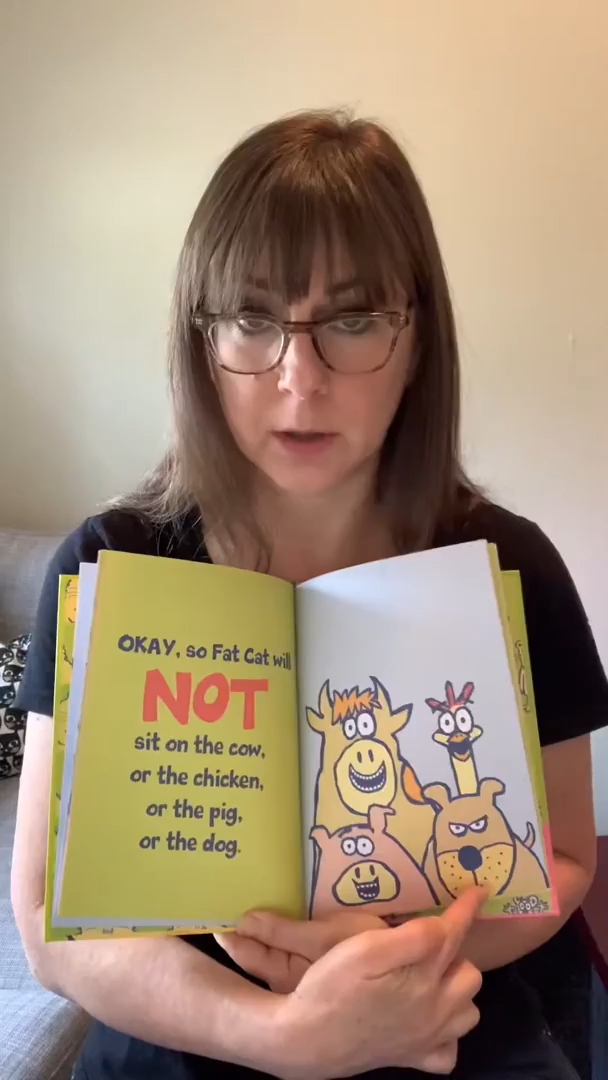 OKAY, so Fat Cat will
NOT
sit on the cow,
or the chicken,
or the pig,
or the dog.